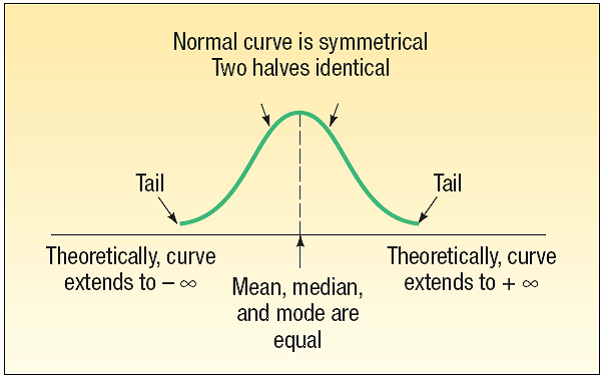 Normal curve is symmetrical
Two halves identical
Tail
Tail
Theoretically, curve
extends to – ∞
Mean, median,
and mode are
equal
Theoretically, curve
extends to + ∞